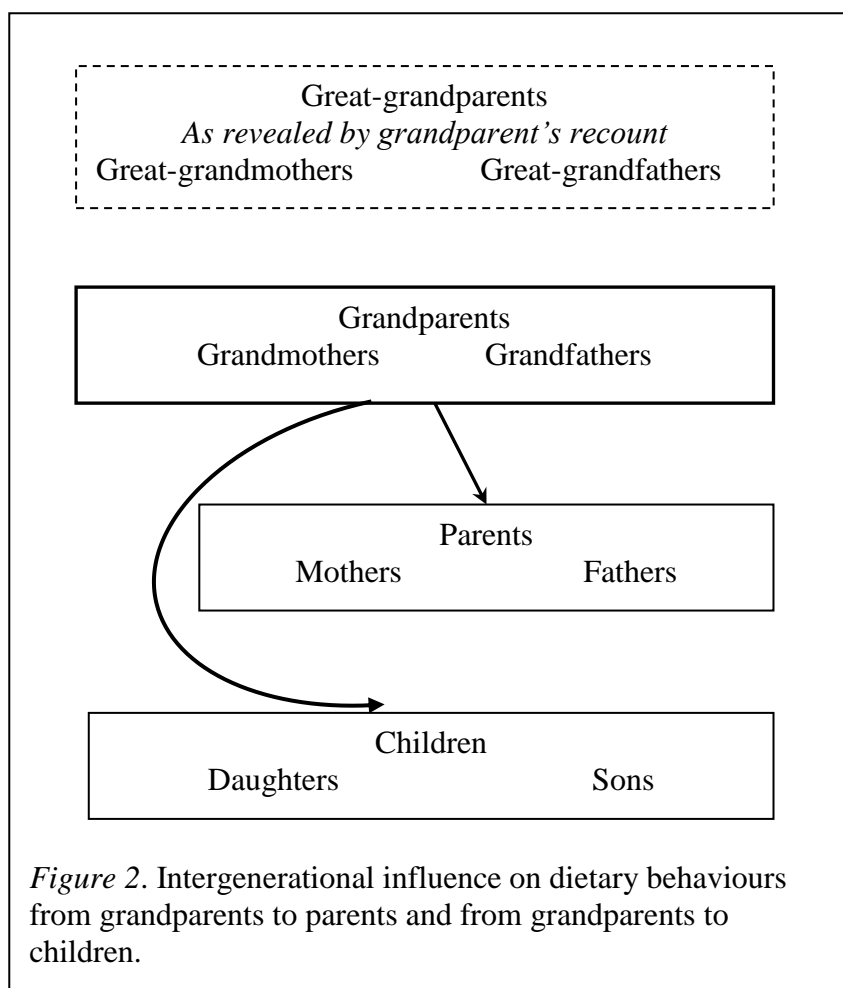 Great-grandparents
As revealed by grandparent's recount
Great-grandmothers Great-grandfathers
Grandparents
Grandmothers Grandfathers
Parents
Mothers Fathers
Children
Daughters Sons
Figure 2. Intergenerational influence on dietary behaviours
from grandparents to parents and from grandparents to
children.